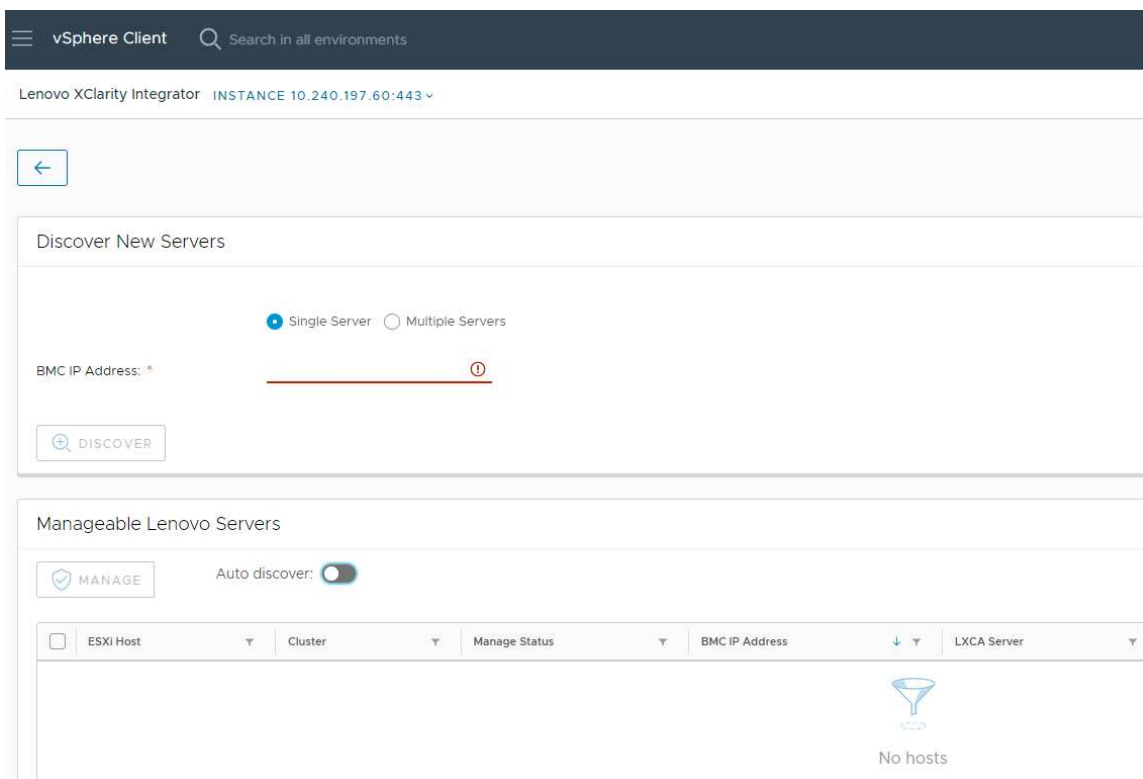 vSphere Client Search in all environments
Lenovo XClarity Integrator INSTANCE 10.240.197.60:443
Discover New Servers
Single Server Multiple Servers
BMC IP Address: *
DISCOVER
Manageable Lenovo Servers
MANAGE Auto discover:
ESXi Host Cluster Manage Status BMC IP Address LXCA Server
No hosts